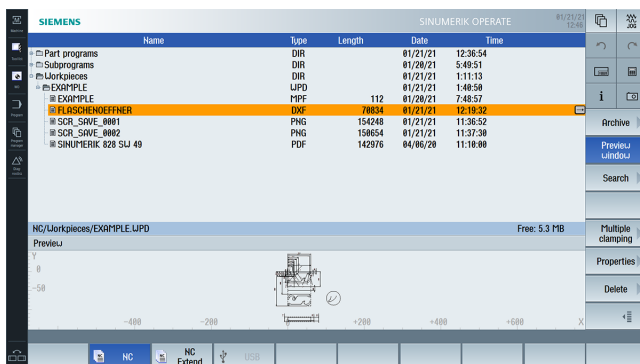 SIEMENS SINUMERIK OPERATE 01/21/21 12:46
JOG
Name Type Length Date Time
Part programs DIR 01/21/21 12:36:54
Subprograms DIR 01/20/21 5:49:51
Workpieces DIR 01/21/21 1:11:13
EXAMPLE WPD 01/21/21 1:40:50
EXAMPLE MPF 112 01/20/21 7:48:57
FLASCHENOEFFNER DXF 70834 01/21/21 12:19:32
SCR_SAVE_0001 PNG 154248 01/21/21 11:36:52
SCR_SAVE_0002 PNG 150654 01/21/21 11:37:30
SINUMERIK 828 SW 49 PDF 142976 04/06/20 11:10:00
NC/Workpieces/EXAMPLE.WPD Free: 5.3 MB
Preview
Y
0
-50
-400 -200 0 +200 +400 +600 X
Archive
Preview
window
Search
Multiple
clamping
Properties
Delete
NC
NC
Extend
USB